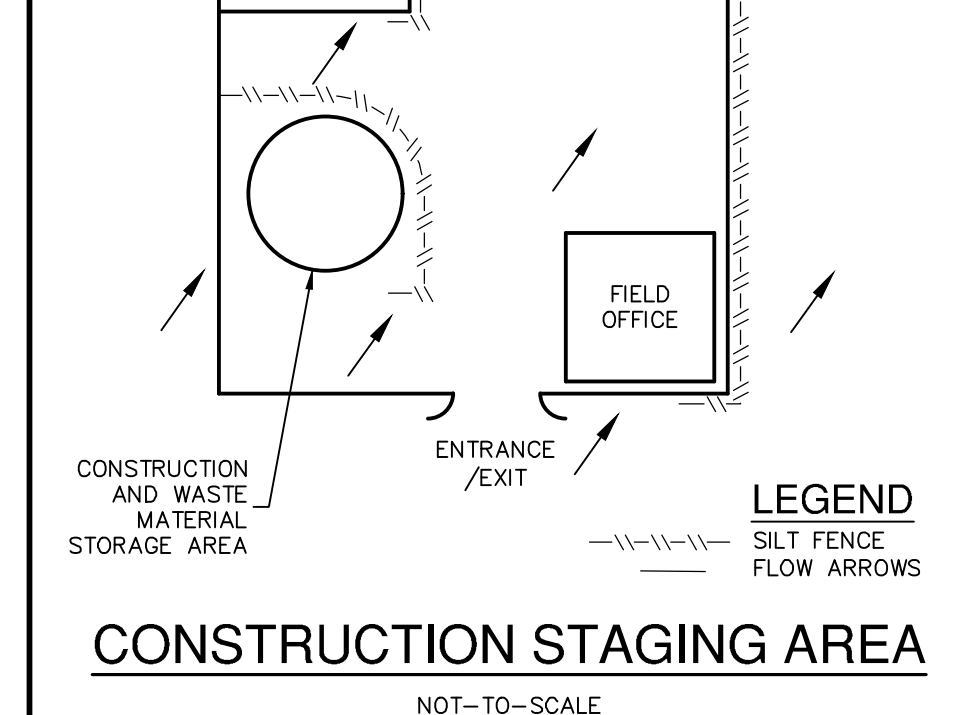 FIELD
OFFICE
ENTRANCE
/EXIT
CONSTRUCTION
AND WASTE
MATERIAL
STORAGE AREA
LEGEND
SILT FENCE
FLOW ARROWS
CONSTRUCTION STAGING AREA
NOT-TO-SCALE